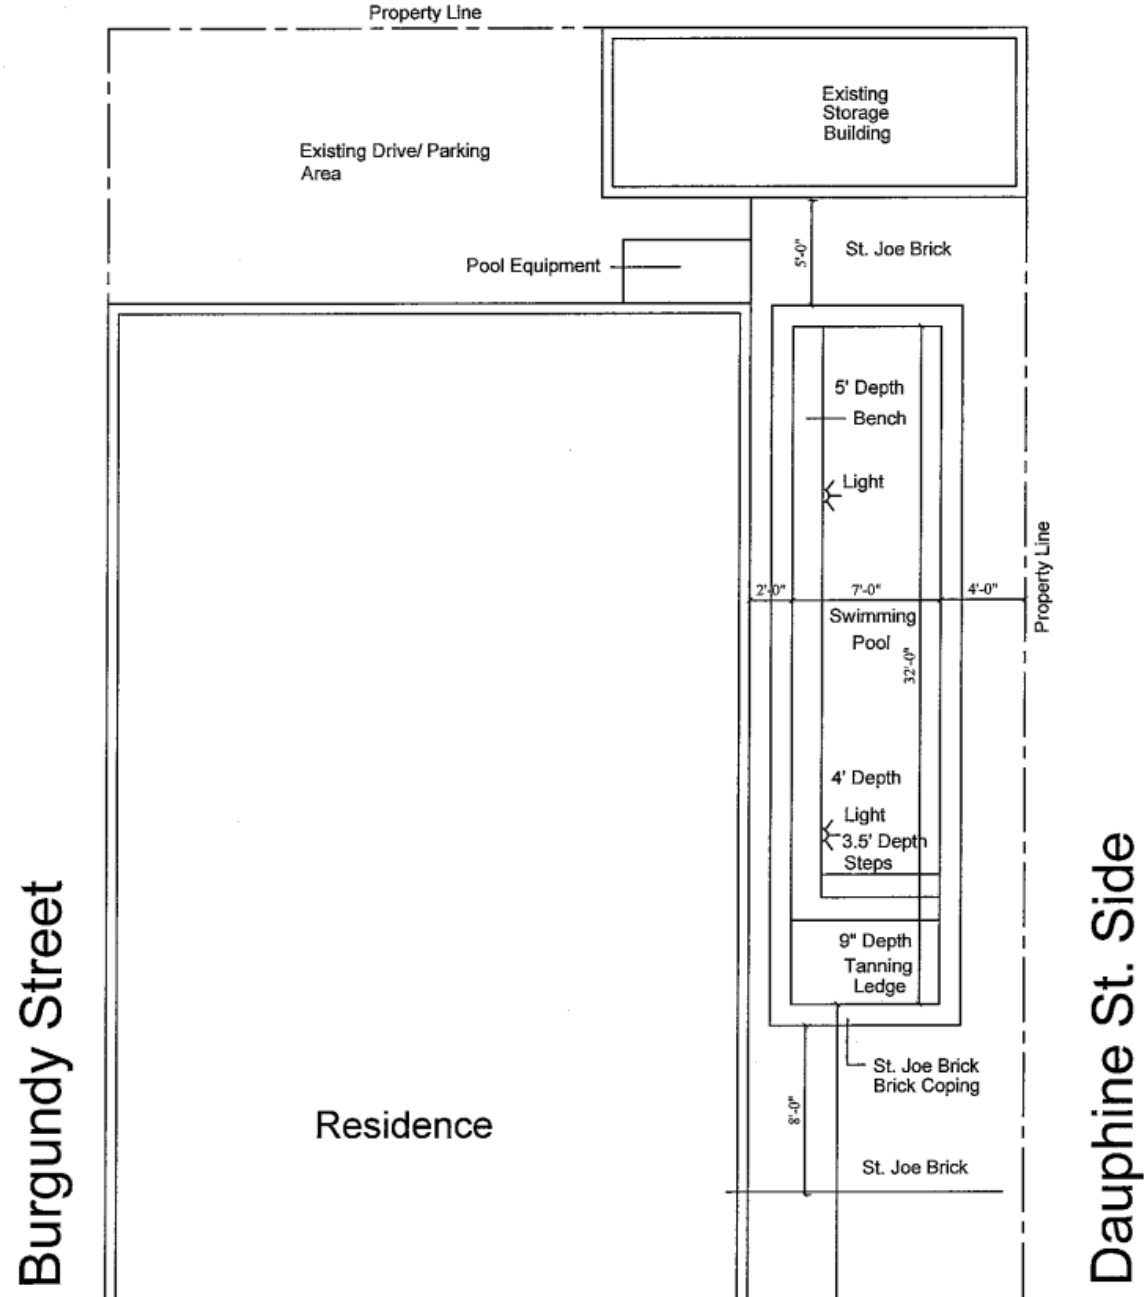 Property Line
Existing
Storage
Building
Existing Drive/ Parking
Area
5'-0"
St. Joe Brick
Pool Equipment
5' Depth
Bench
Light
Property Line
2'-0"
7'-0"
4'-0"
Swimming
Pool
32'-0"
4' Depth
Light
3.5' Depth
Steps
9" Depth
Tanning
Ledge
St. Joe Brick
Brick Coping
8'-0"
St. Joe Brick
Residence
Burgundy Street
Dauphine St. Side